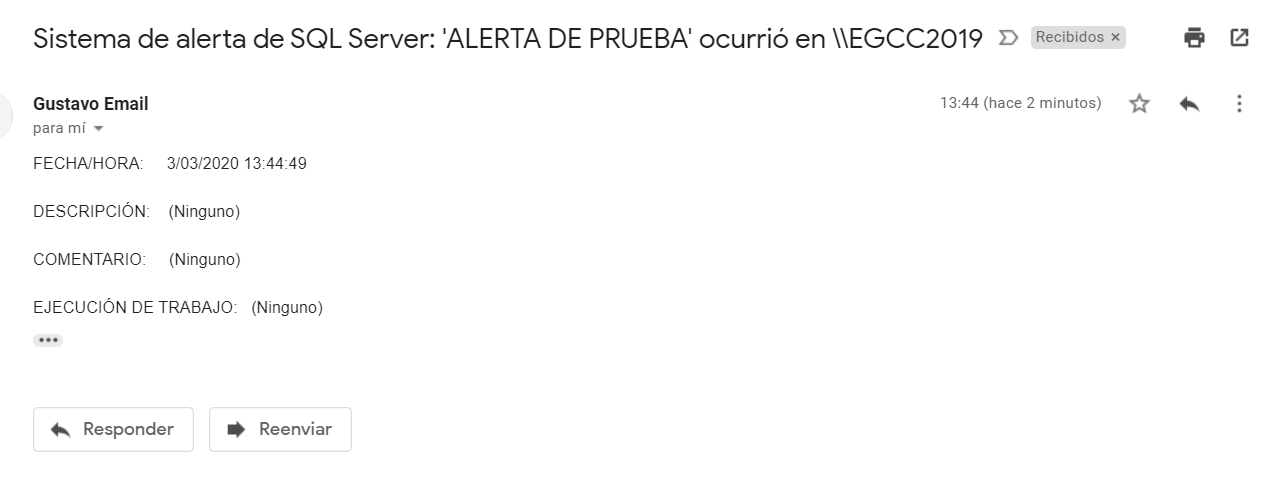 Sistema de alerta de SQL Server: 'ALERTA DE PRUEBA' ocurrió en \\EGCC2019 Recibidos ×
Gustavo Email 13:44 (hace 2 minutos)
para mí
FECHA/HORA: 3/03/2020 13:44:49
DESCRIPCIÓN: (Ninguno)
COMENTARIO: (Ninguno)
EJECUCIÓN DE TRABAJO: (Ninguno)
Responder Reenviar